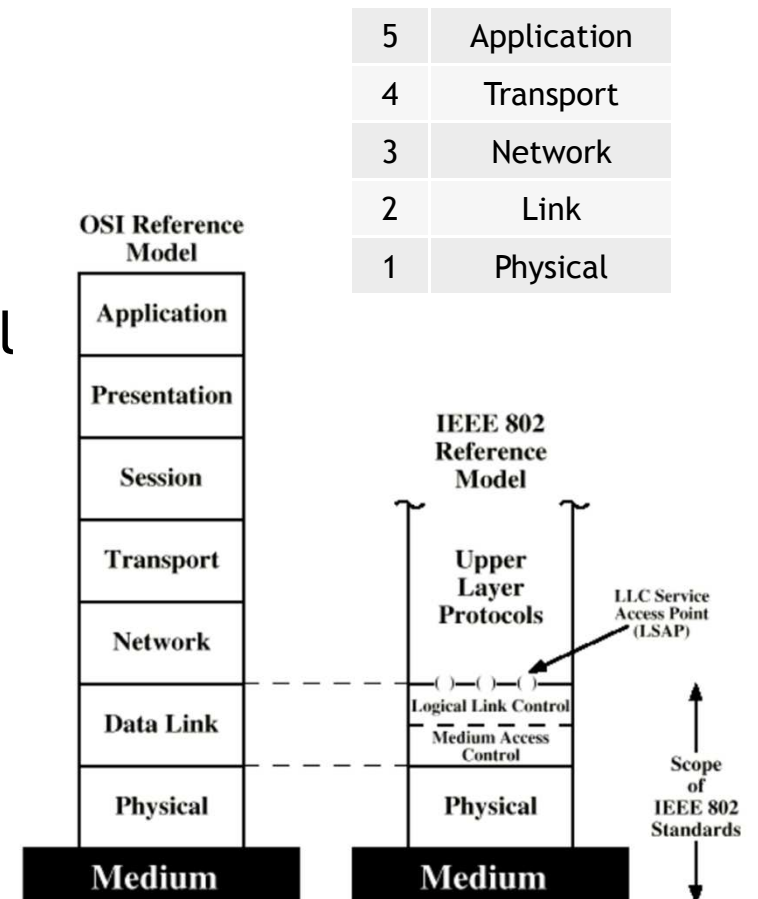 5 Application
4 Transport
3 Network
2 Link
1 Physical
l
OSI Reference
Model
Application
Presentation
Session
Transport
Network
Data Link
Physical
Medium
IEEE 802
Reference
Model
Upper
Layer
Protocols
LLC Service
Access Point
(LSAP)
Logical Link Control
Medium Access
Control
Physical
Medium
Scope
of
IEEE 802
Standards